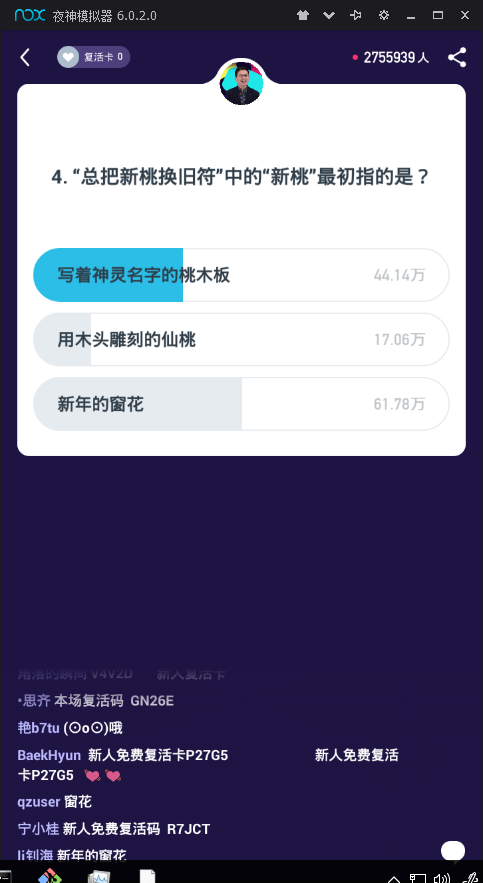 nox 夜神模拟器 6.0.2.0
复活卡 0
2755939 人
4. “总把新桃换旧符”中的“新桃”最初指的是？
写着神灵名字的桃木板 44.14万
用木头雕刻的仙桃 17.06万
新年的窗花 61.78万
角落的瞬间 V4V2D 新人复活卡
•思齐 本场复活码 GN26E
艳b7tu (⊙o⊙)哦
BaekHyun 新人免费复活卡P27G5 新人免费复活
卡P27G5 💘 💘
qzuser 窗花
宁小桂 新人免费复活码 R7JCT
新年的窗花